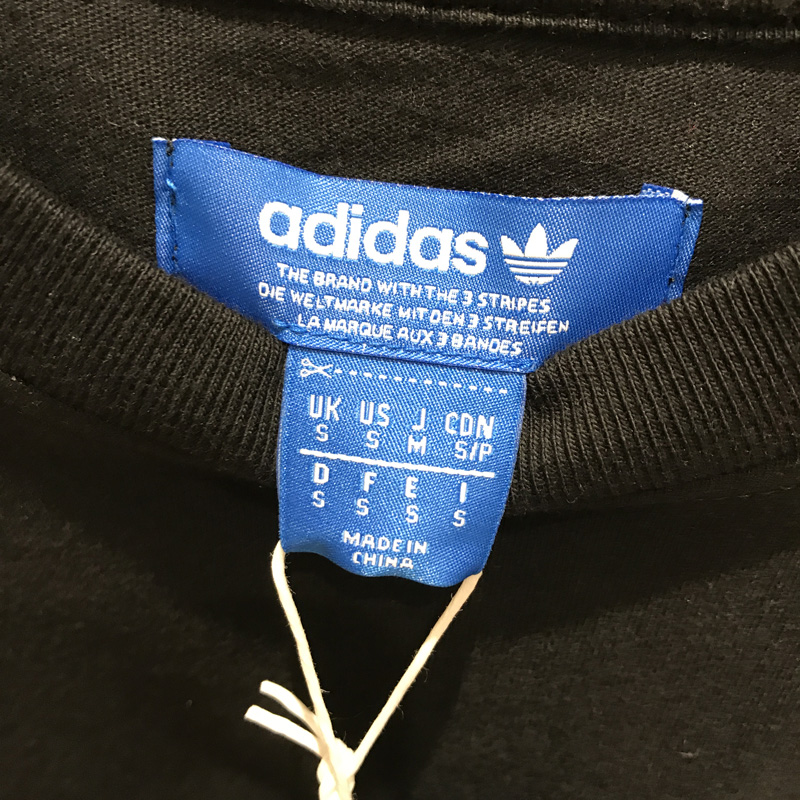 adidas
THE BRAND WITH THE 3 STRIPES
DIE WELTMARKE MIT DEN 3 STREIFEN
LA MARQUE AUX 3 BANDES
UK US J CDN
S S M S/P
D F E I
S S S S
MADE IN
CHINA